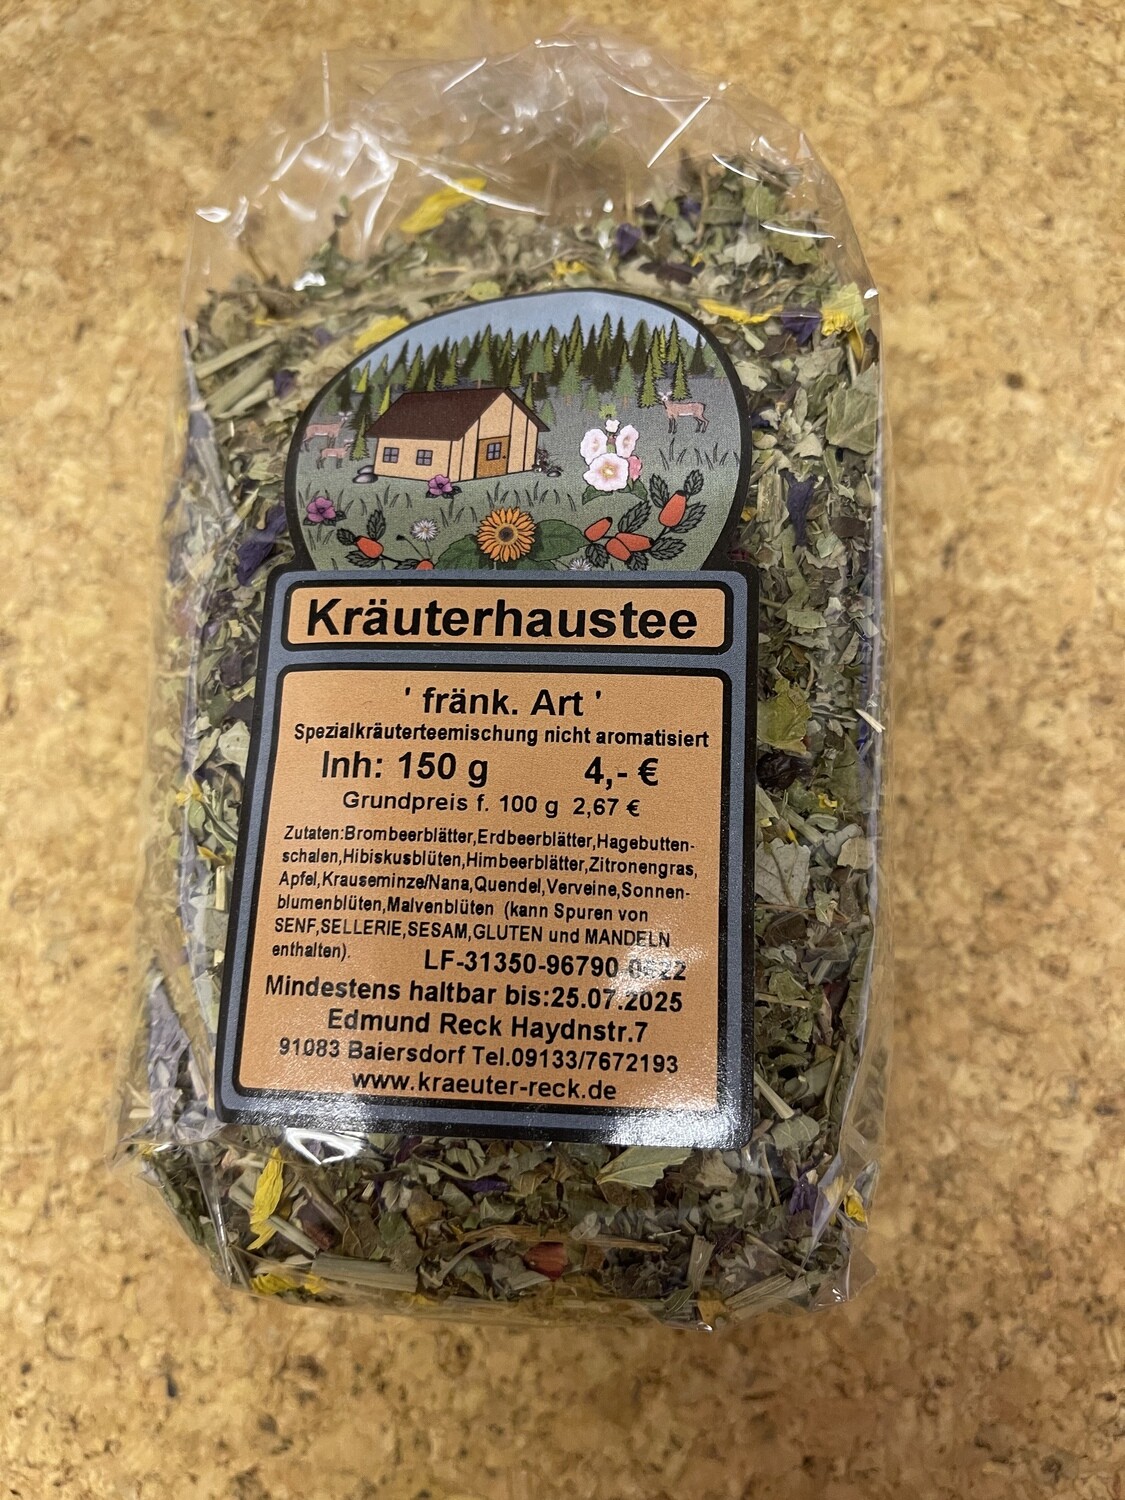 Kräuterhaustee
' fränk. Art '
Spezialkräuterteemischung nicht aromatisiert
Inh: 150 g 4,- €
Grundpreis f. 100 g 2,67 €
Zutaten:Brombeerblätter,Erdbeerblätter,Hagebutten-
schalen,Hibiskusblüten,Himbeerblätter,Zitronengras,
Apfel,Krauseminze/Nana,Quendel,Verveine,Sonnen-
blumenblüten,Malvenblüten (kann Spuren von
SENF,SELLERIE,SESAM,GLUTEN und MANDELN
enthalten). LF-31350-96790
Mindestens haltbar bis:25.07.2025
Edmund Reck Haydnstr.7
91083 Baiersdorf Tel.09133/7672193
www.kraeuter-reck.de